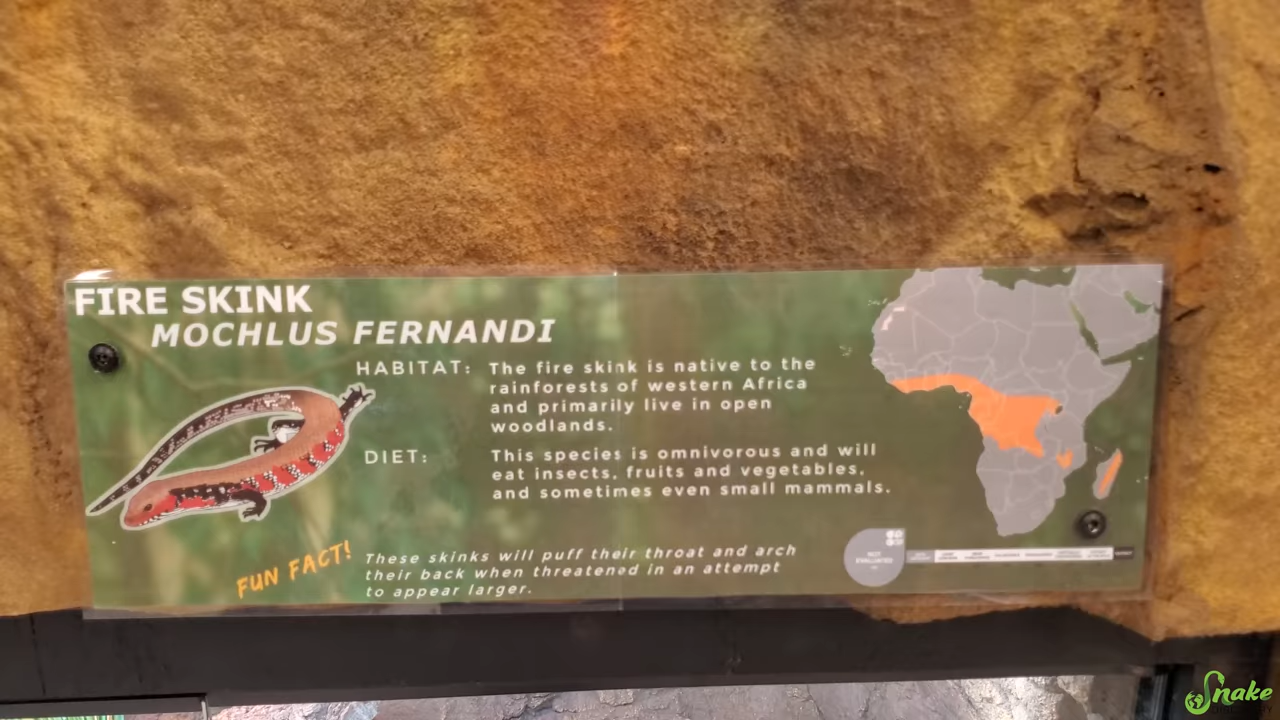 FIRE SKINK
MOCHLUS FERNANDI
HABITAT: The fire skink is native to the
rainforests of western Africa
and primarily live in open
woodlands.
DIET: This species is omnivorous and will
eat insects, fruits and vegetables,
and sometimes even small mammals.
FUN FACT! These skinks will puff their throat and arch
their back when threatened in an attempt
to appear larger.
NOT
EVALUATED
Snake